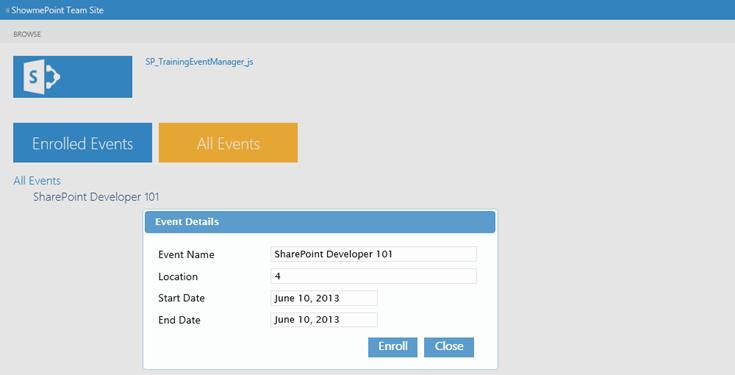 ShowmePoint Team Site
BROWSE
S
SP_TrainingEventManager_js
Enrolled Events
All Events
All Events
SharePoint Developer 101
Event Details
Event Name SharePoint Developer 101
Location 4
Start Date June 10, 2013
End Date June 10, 2013
Enroll Close